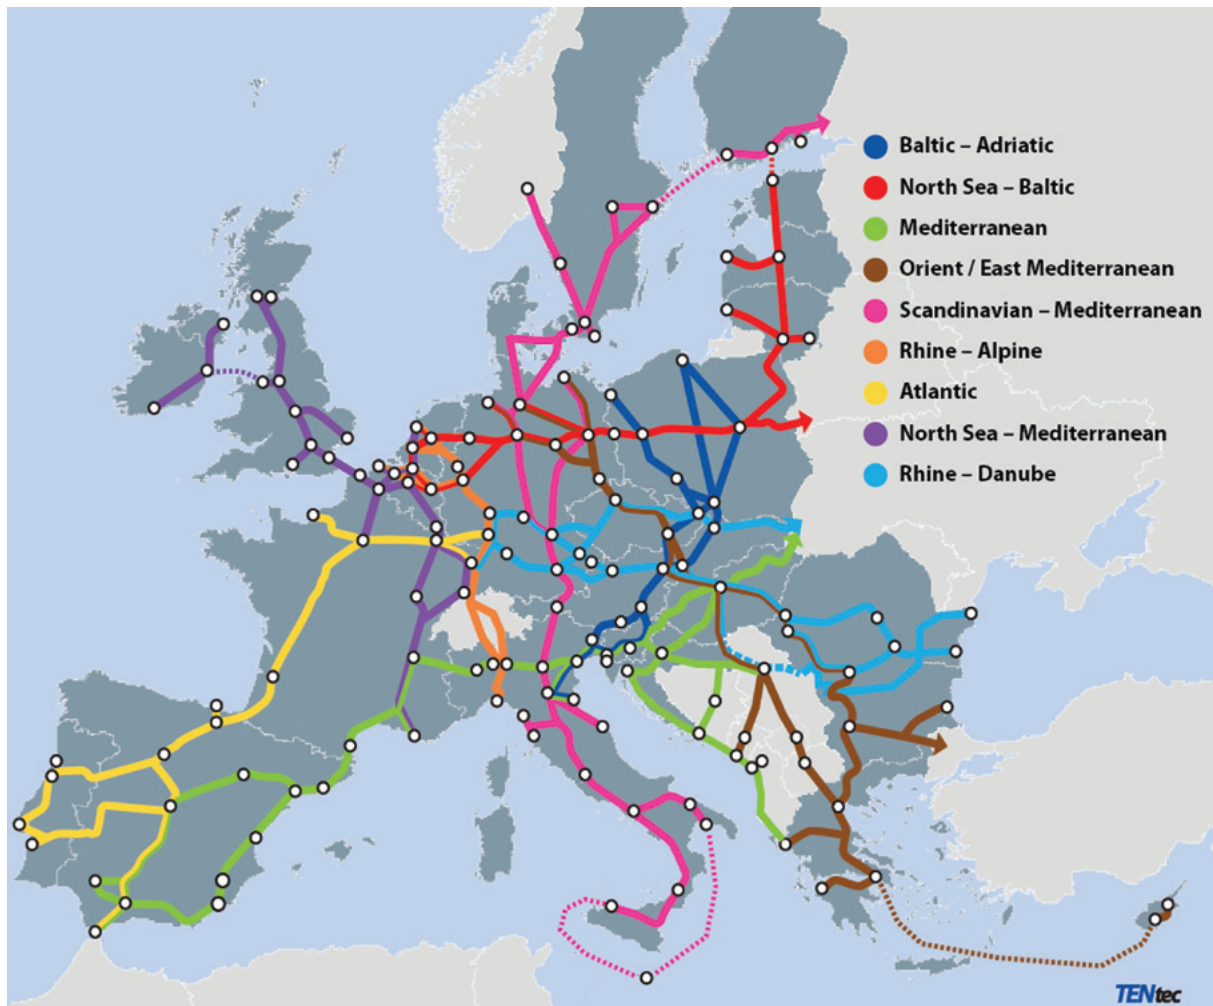 Baltic – Adriatic
North Sea – Baltic
Mediterranean
Orient / East Mediterranean
Scandinavian – Mediterranean
Rhine – Alpine
Atlantic
North Sea – Mediterranean
Rhine – Danube
TENtec